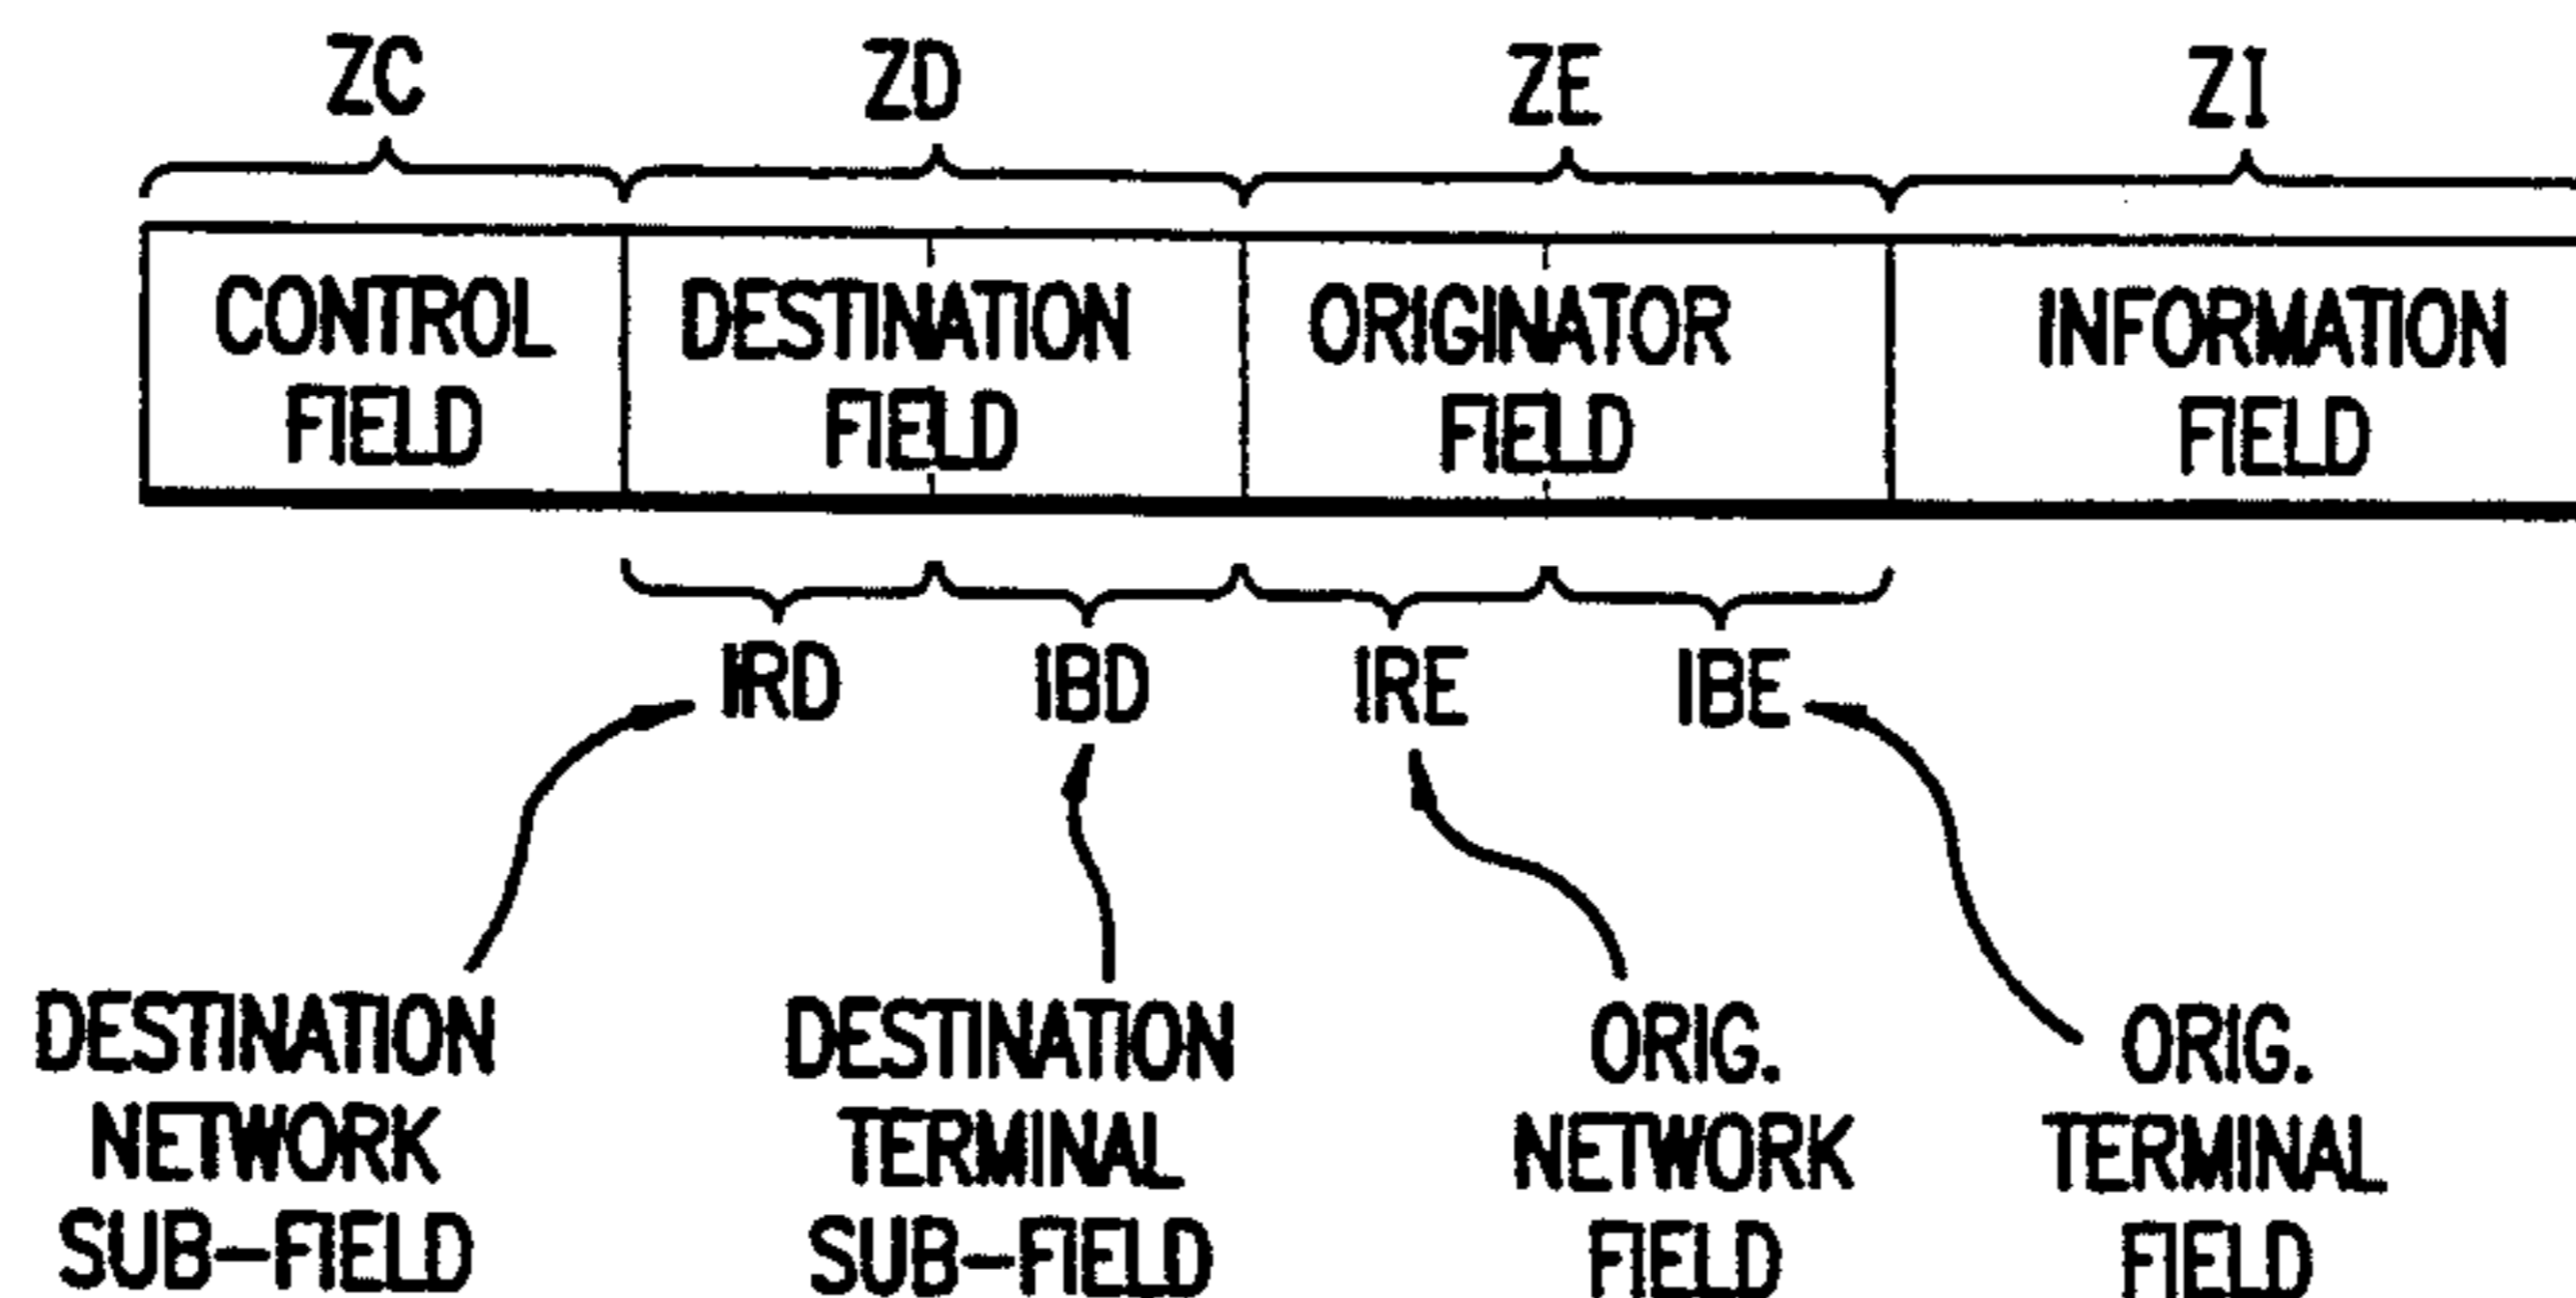 ZC ZD ZE ZI
CONTROL FIELD
DESTINATION FIELD
ORIGINATOR FIELD
INFORMATION FIELD
IRD IBD IRE IBE
DESTINATION
NETWORK
SUB-FIELD
DESTINATION
TERMINAL
SUB-FIELD
ORIG.
NETWORK
FIELD
ORIG.
TERMINAL
FIELD